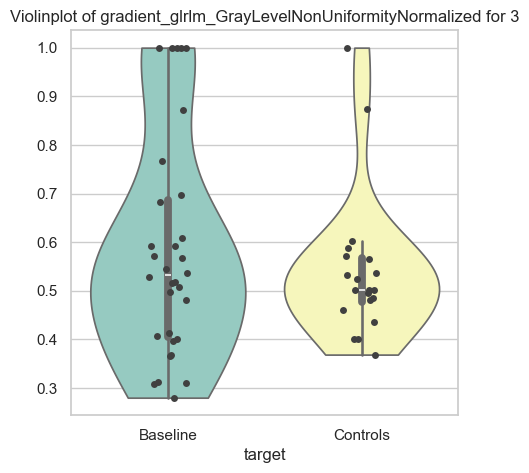 Violinplot of gradient_glrlm_GrayLevelNonUniformityNormalized for 3
1.0
0.9
0.8
0.7
0.6
0.5
0.4
0.3
Baseline Controls
target